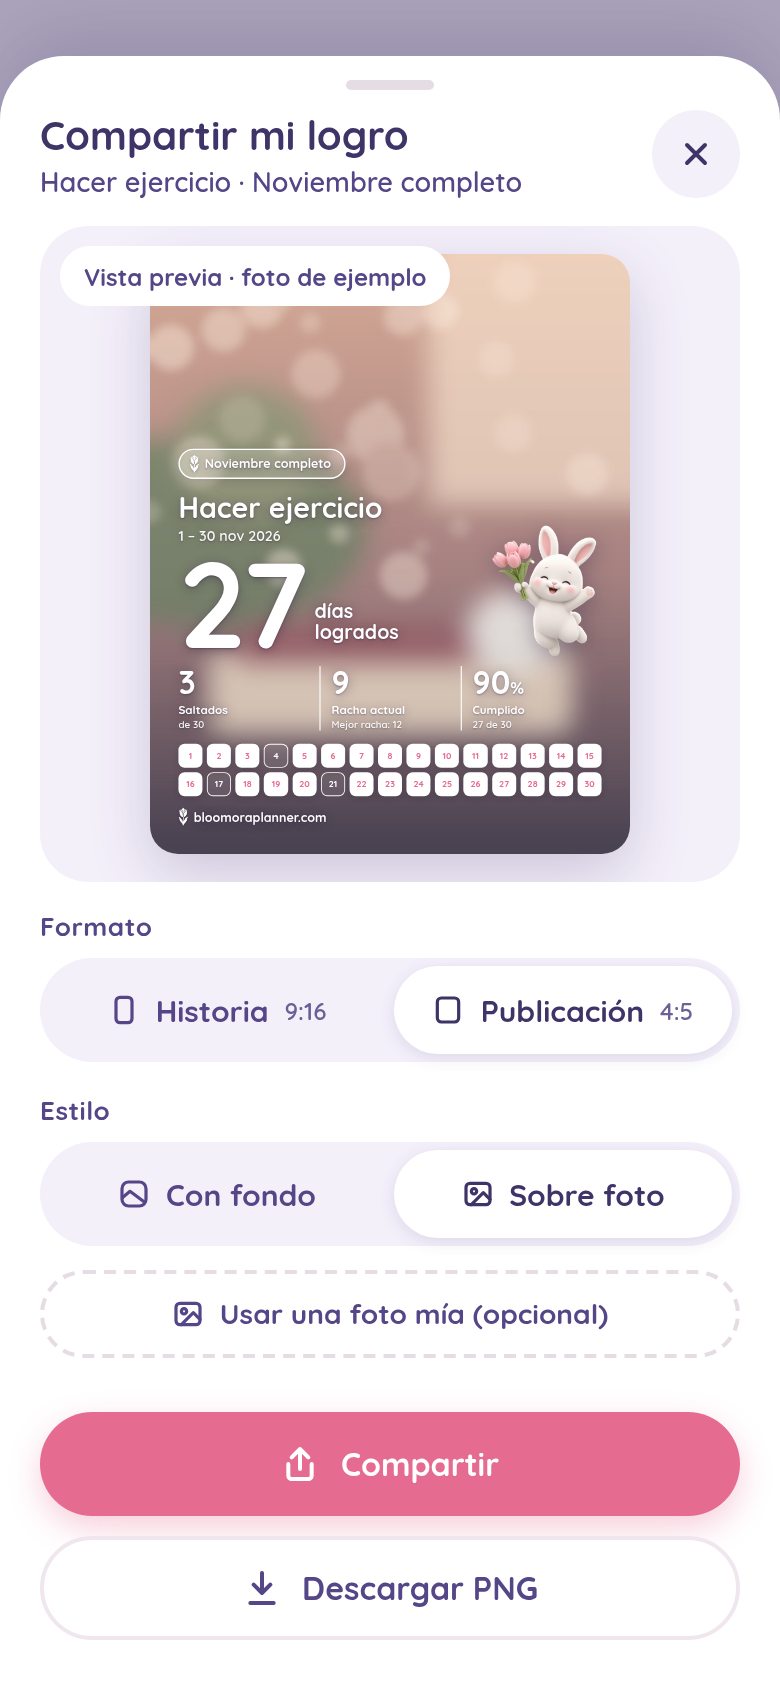 Compartir mi logro
Hacer ejercicio · Noviembre completo
Vista previa · foto de ejemplo
Noviembre completo
Hacer ejercicio
1 – 30 nov 2026
27 días
logrados
3 9 90%
Saltados Racha actual Cumplido
de 30 Mejor racha: 12 27 de 30
1 2 3 4 5 6 7 8 9 10 11 12 13 14 15
16 17 18 19 20 21 22 23 24 25 26 27 28 29 30
bloomoraplanner.com
Formato
Historia 9:16 Publicación 4:5
Estilo
Con fondo Sobre foto
Usar una foto mía (opcional)
Compartir
Descargar PNG